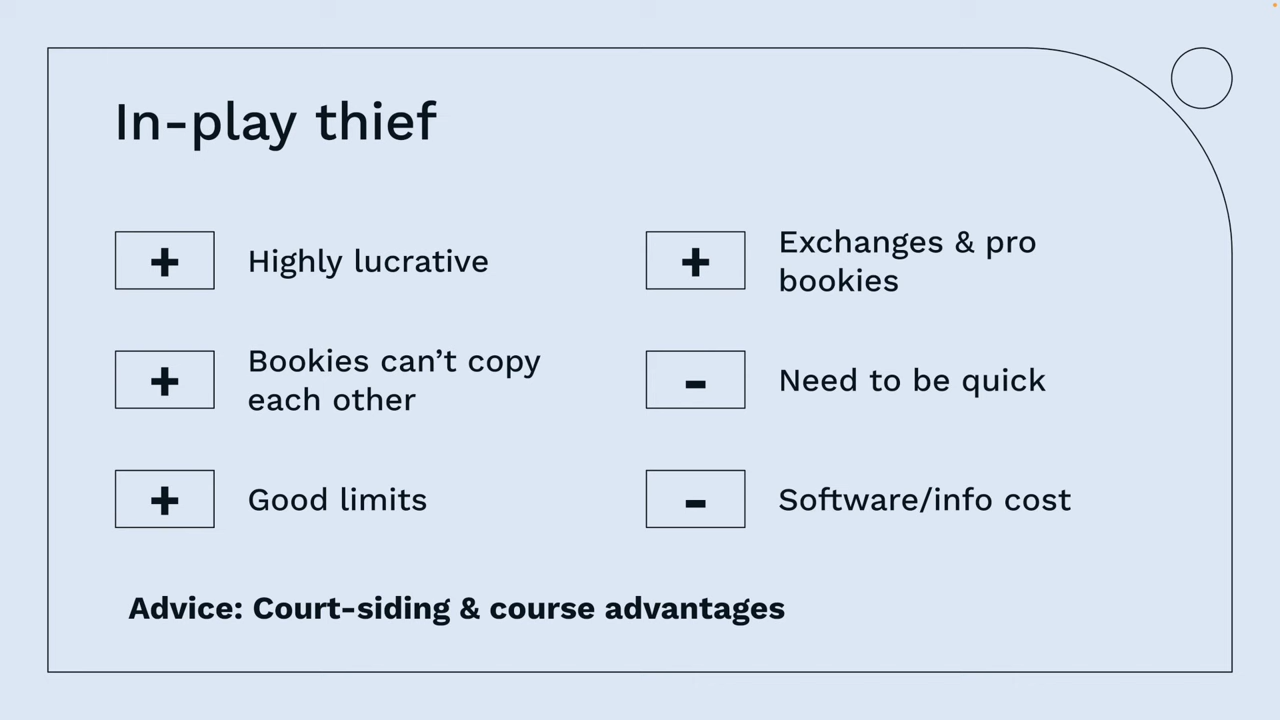 In-play thief
+ Highly lucrative
+ Bookies can’t copy
each other
+ Good limits
+ Exchanges & pro
bookies
- Need to be quick
- Software/info cost
Advice: Court-siding & course advantages